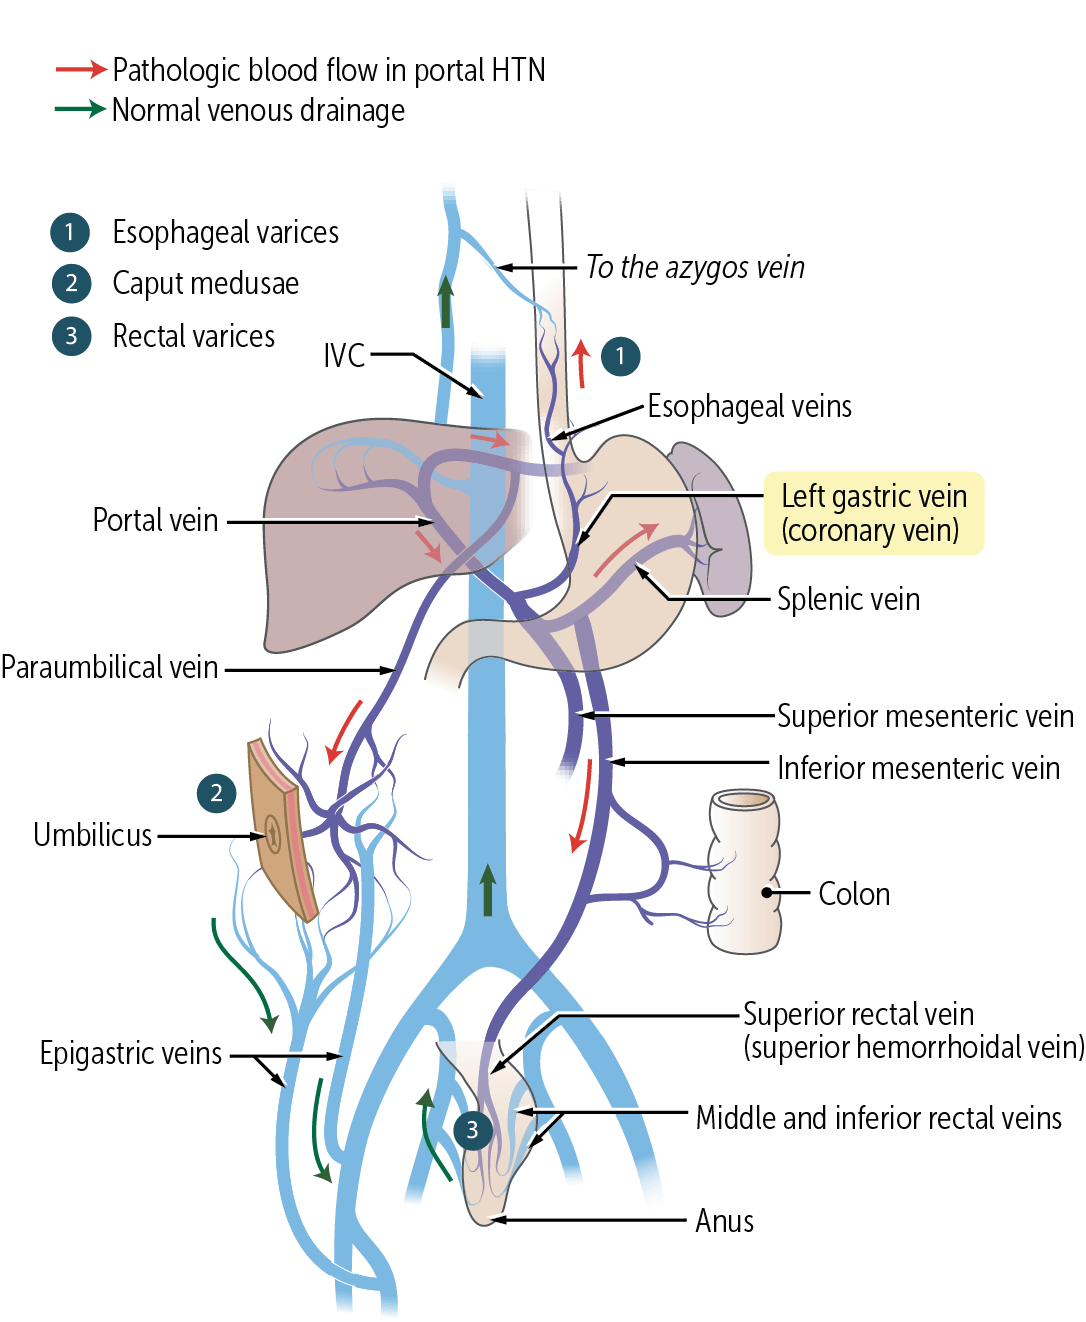 Pathologic blood flow in portal HTN
Normal venous drainage
1 Esophageal varices
2 Caput medusae
3 Rectal varices
To the azygos vein
IVC
1
Esophageal veins
Left gastric vein
(coronary vein)
Portal vein
Splenic vein
Paraumbilical vein
Superior mesenteric vein
Inferior mesenteric vein
2
Umbilicus
Colon
Superior rectal vein
(superior hemorrhoidal vein)
Epigastric veins
Middle and inferior rectal veins
3
Anus